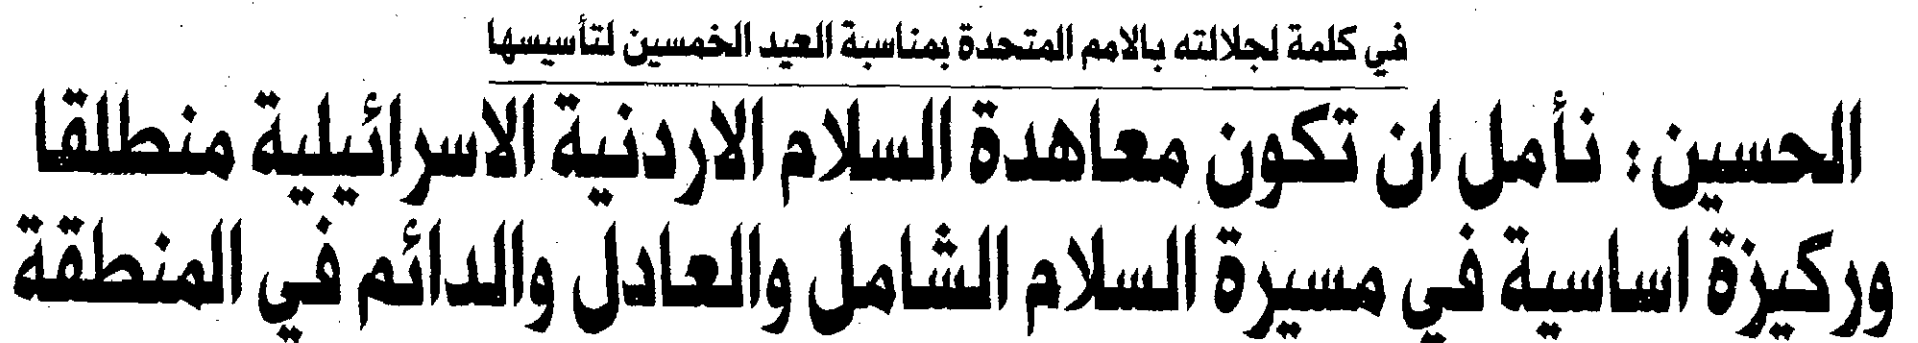 في كلمة لجلالته بالامم المتحدة بمناسبة العيد الخمسين لتأسيسها
الحسين : نأمل ان تكون معاهدة السلام الاردنية الاسرائيلية منطلقا
وركيزة اساسية في مسيرة السلام الشامل والعادل والدائم في المنطقة